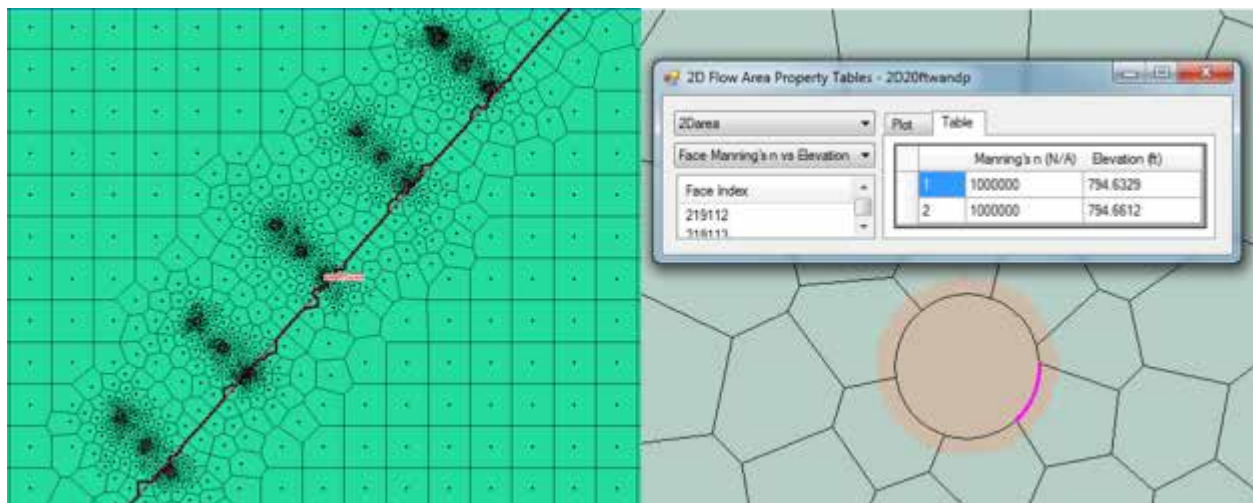 2D Flow Area Property Tables - 2D20ftwandp
2Darea
Plot Table
Face Manning's n vs Elevation
Manning's n (N/A) Elevation (ft)
Face Index
1 1000000 794.6329
219112
2 1000000 794.6612